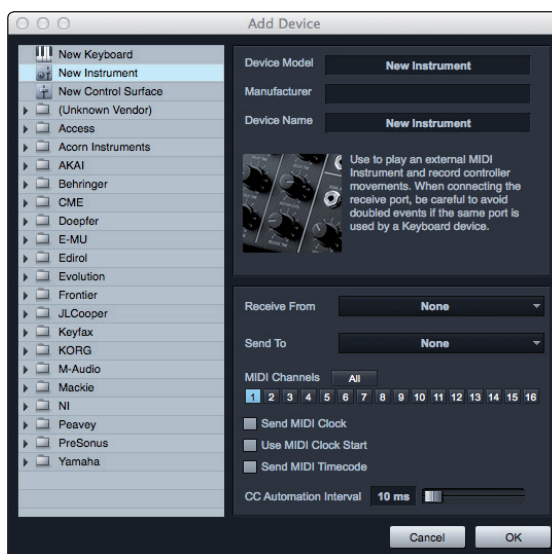 Add Device
New Keyboard
New Instrument
New Control Surface
(Unknown Vendor)
Access
Acorn Instruments
AKAI
Behringer
CME
Doepfer
E-MU
Edirol
Evolution
Frontier
JLCooper
Keyfax
KORG
M-Audio
Mackie
NI
Peavey
PreSonus
Yamaha
Device Model New Instrument
Manufacturer
Device Name New Instrument
Use to play an external MIDI
Instrument and record controller
movements. When connecting the
receive port, be careful to avoid
doubled events if the same port is
used by a Keyboard device.
Receive From None
Send To None
MIDI Channels All
1 2 3 4 5 6 7 8 9 10 11 12 13 14 15 16
Send MIDI Clock
Use MIDI Clock Start
Send MIDI Timecode
CC Automation Interval 10 ms
Cancel OK